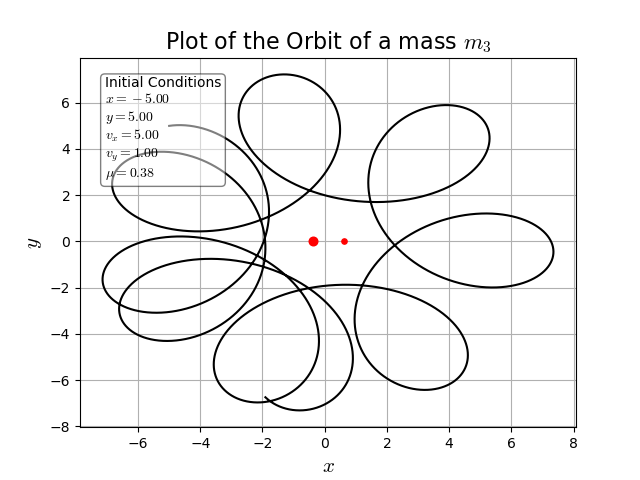 Plot of the Orbit of a mass m₃
Initial Conditions
x = −5.00
y = 5.00
vₓ = 5.00
v_y = 1.00
μ = 0.38
6
4
2
0
−2
−4
−6
−8
y
−6
−4
−2
0
2
4
6
8
x